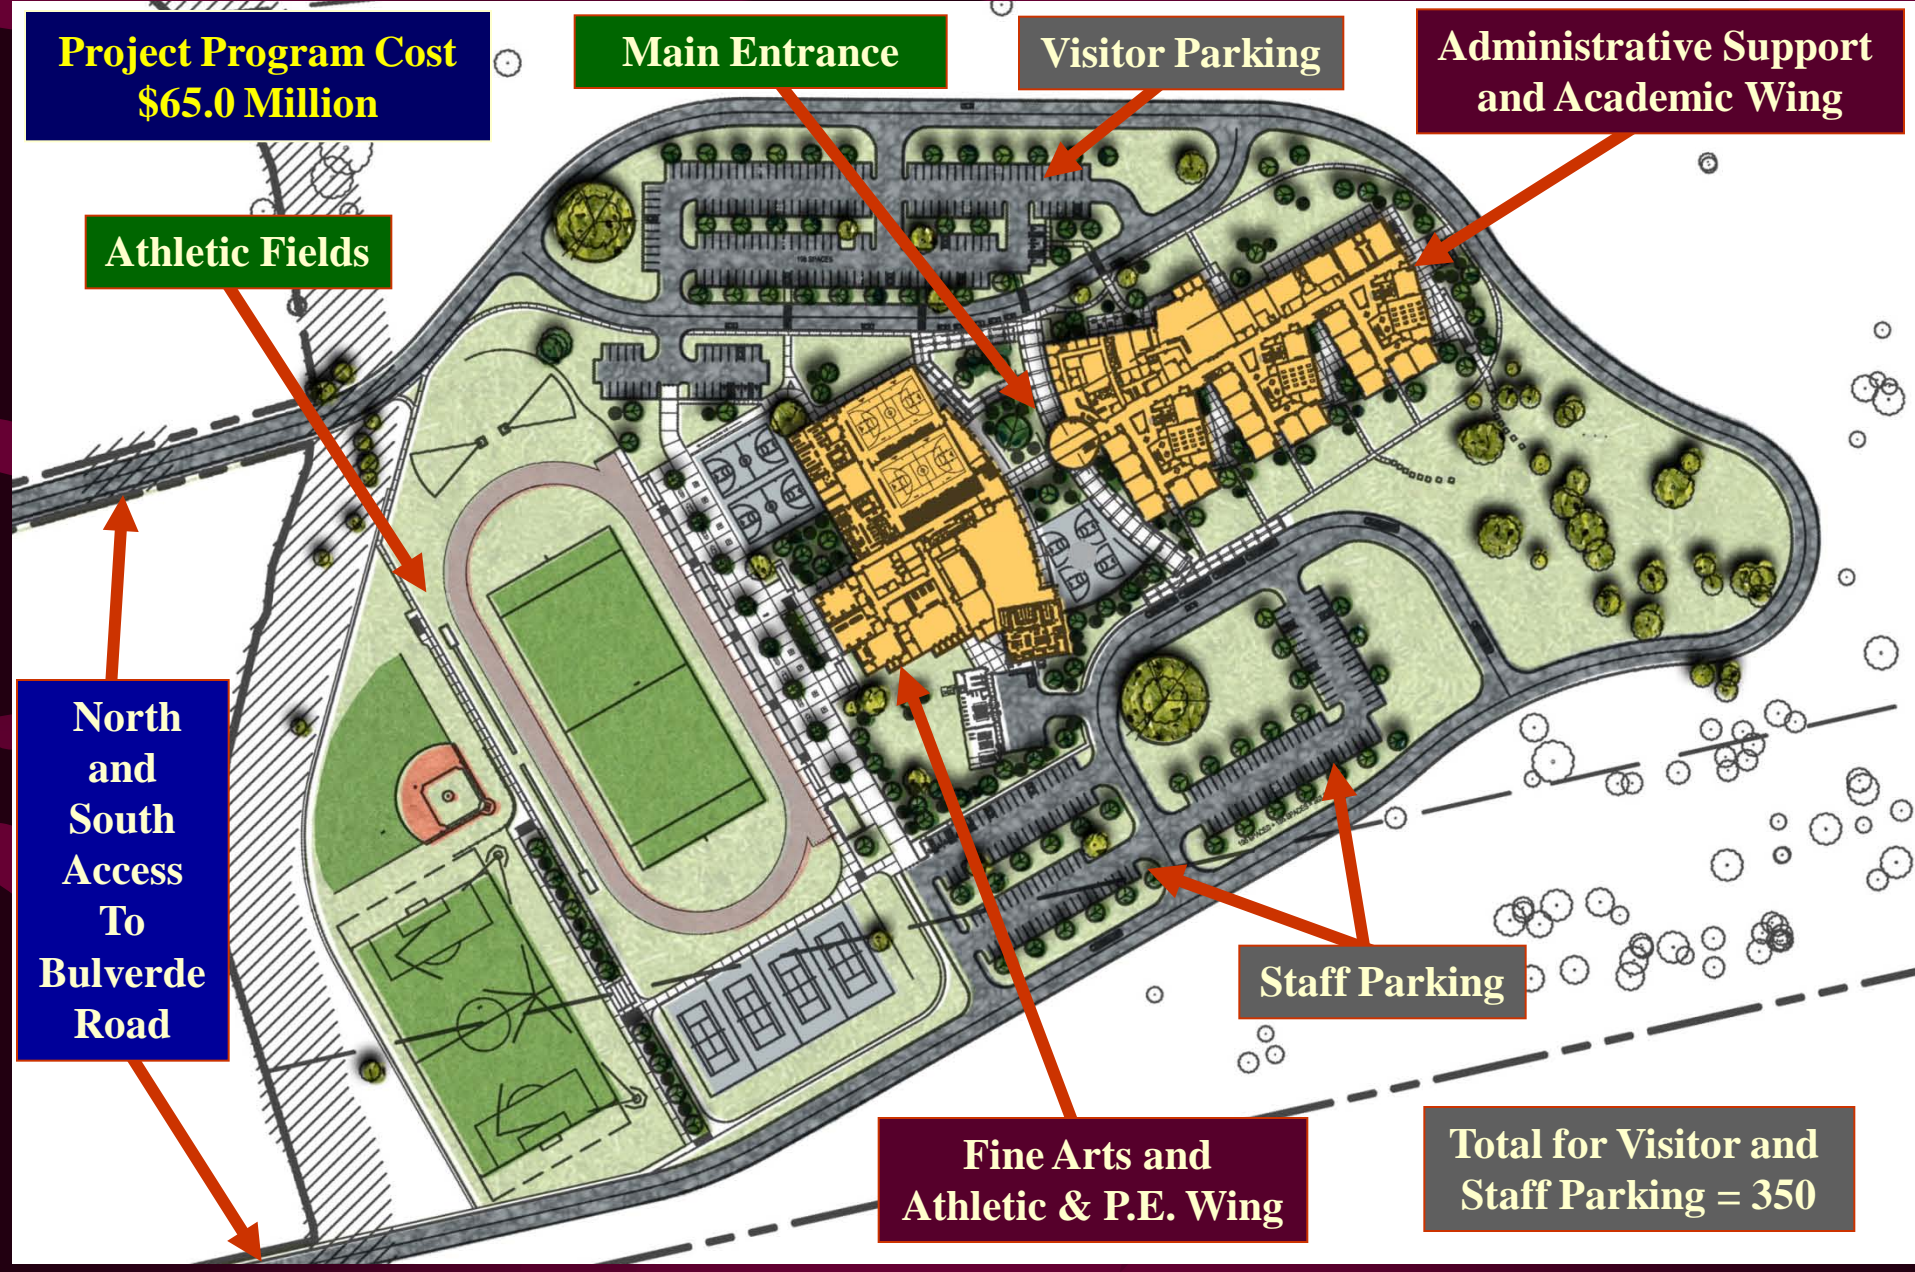 Project Program Cost
$65.0 Million
Main Entrance
Visitor Parking
Administrative Support
and Academic Wing
Athletic Fields
198 SPACES
North
and
South
Access
To
Bulverde
Road
Staff Parking
Fine Arts and
Athletic & P.E. Wing
Total for Visitor and
Staff Parking = 350